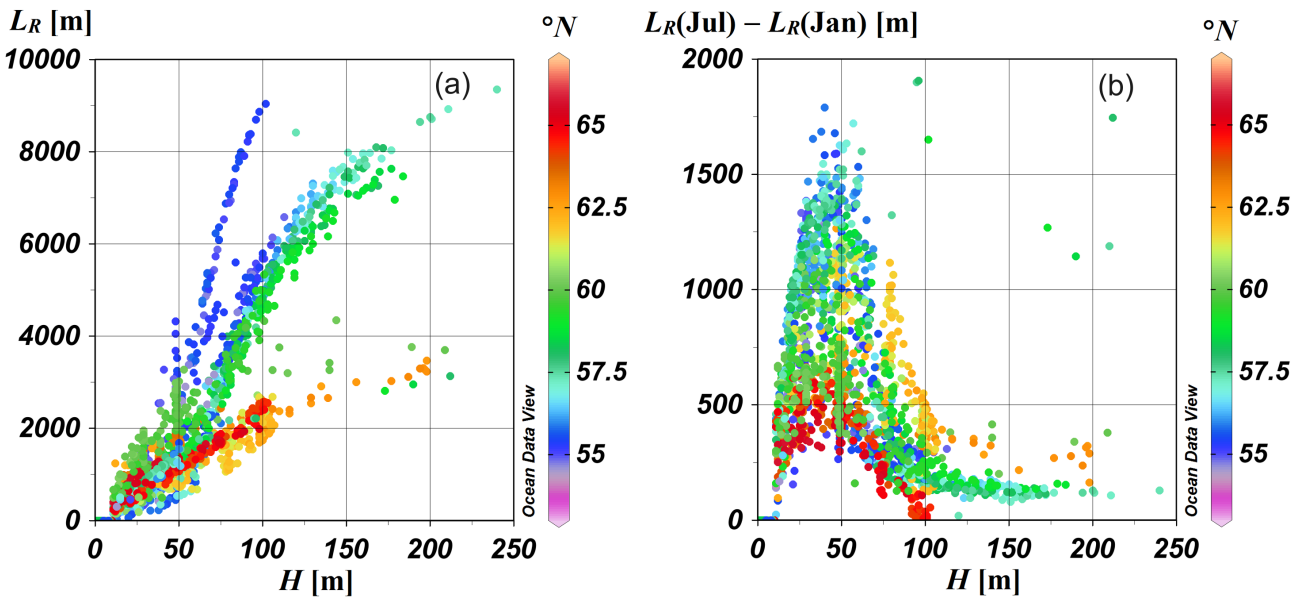 L_R [m]
°N
10000
8000
6000
4000
2000
0
0 50 100 150 200 250
H [m]
(a)
65
62.5
60
57.5
55
Ocean Data View
L_R(Jul) – L_R(Jan) [m]
°N
2000
1500
1000
500
0
0 50 100 150 200 250
H [m]
(b)
65
62.5
60
57.5
55
Ocean Data View